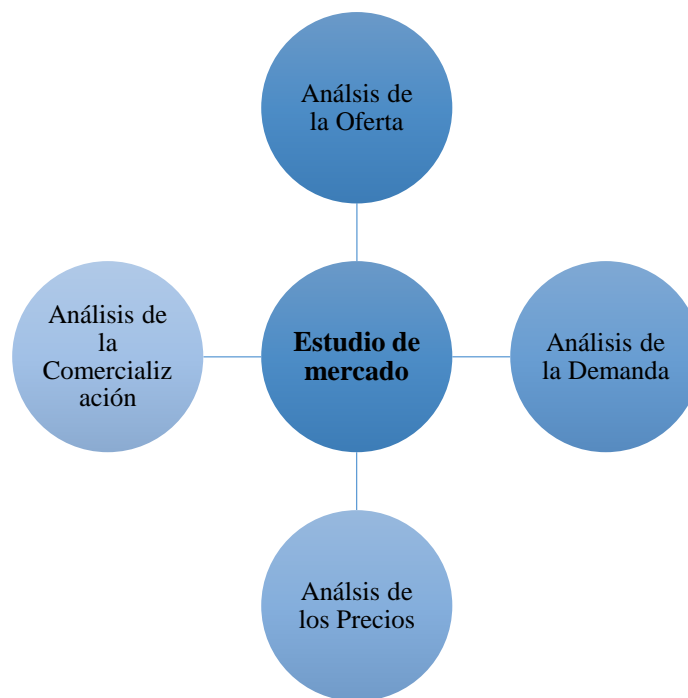 Análsis de
la Oferta
Análisis de
la
Comercializ
ación
Estudio de
mercado
Análisis de
la Demanda
Análsis de
los Precios